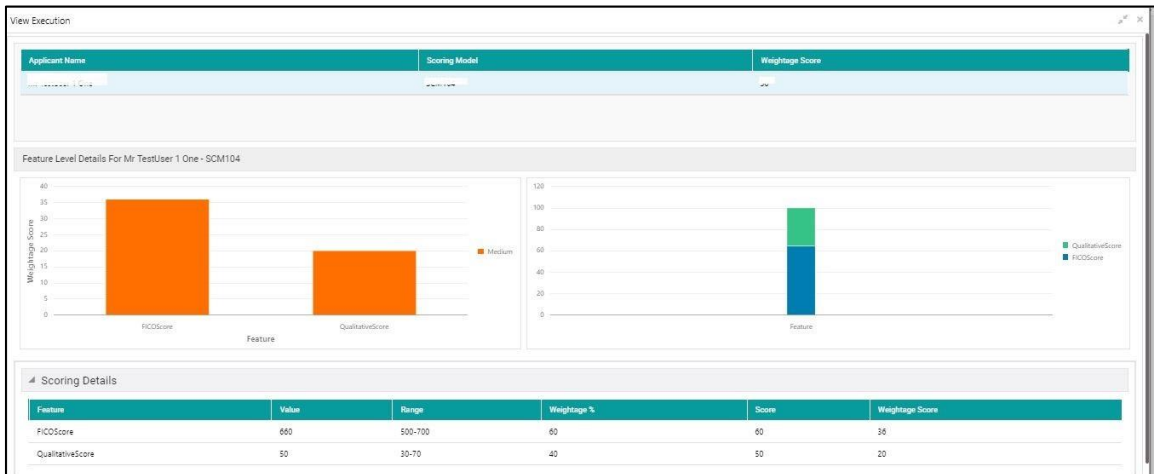 View Execution
Applicant Name Scoring Model Weightage Score
Feature Level Details For Mr TestUser 1 One - SCM104
40
35
30
25
20
15
10
5
0
Weightage Score
FICOScore QualitativeScore
Feature
Medium
120
100
80
60
40
20
0
Feature
QualitativeScore
FICOScore
Scoring Details
Feature Value Range Weightage % Score Weightage Score
FICOScore 660 500-700 60 60 36
QualitativeScore 50 30-70 40 50 20